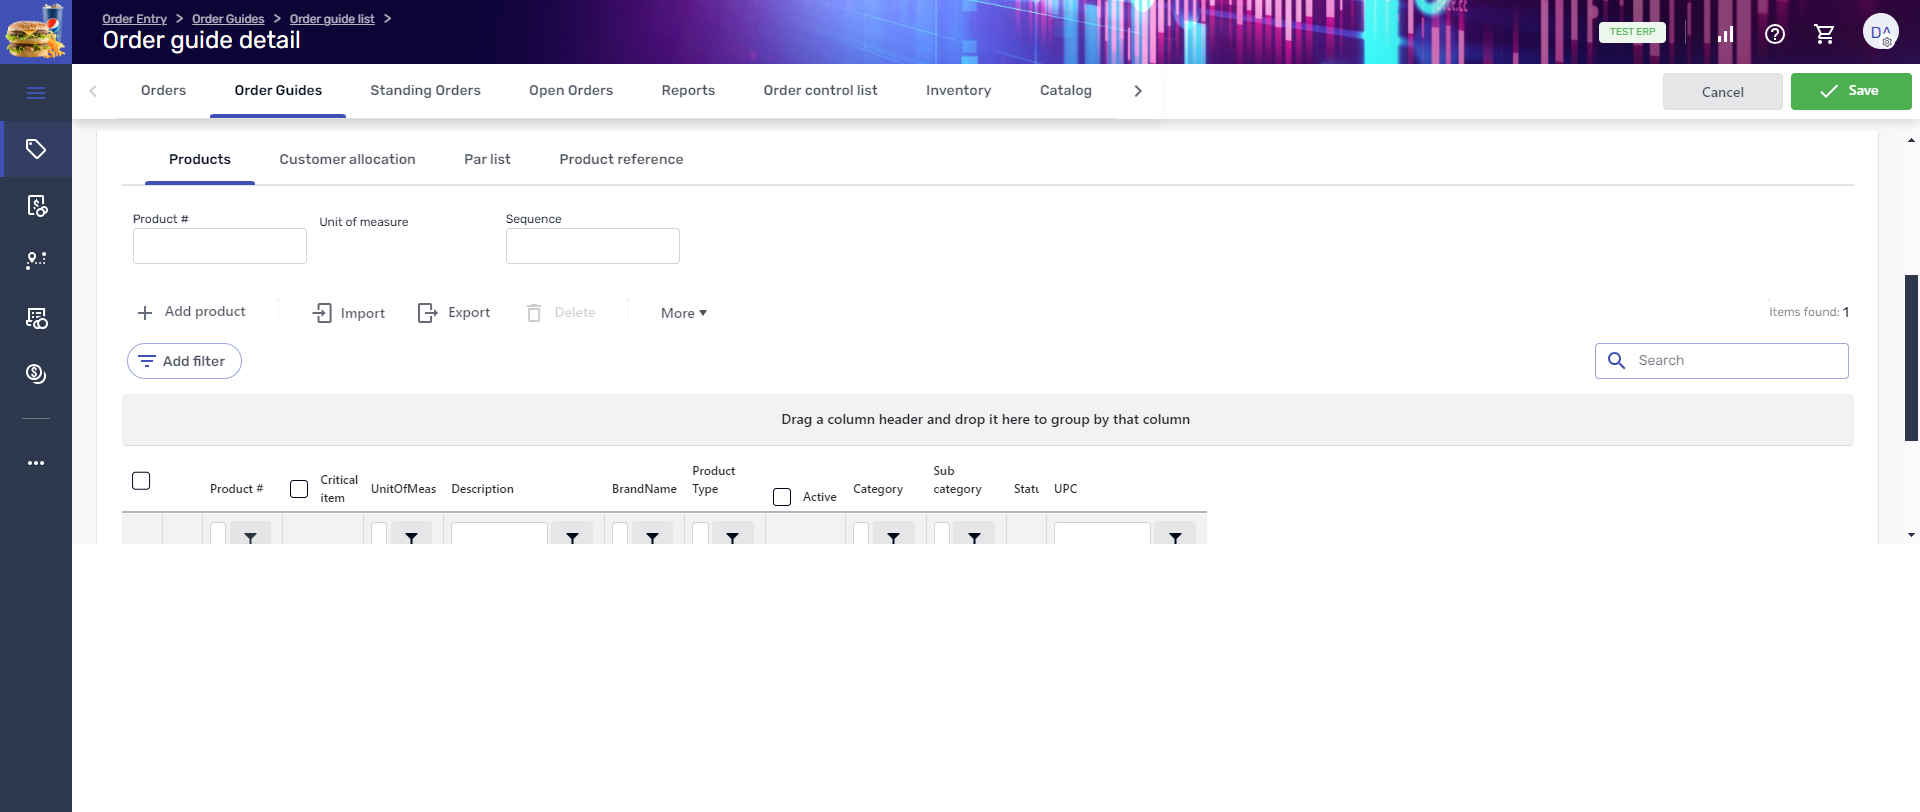 Order Entry > Order Guides > Order guide list >
Order guide detail
TEST ERP
DA
Orders Order Guides Standing Orders Open Orders Reports Order control list Inventory Catalog
Cancel Save
Products Customer allocation Par list Product reference
Product # Unit of measure Sequence
Add product Import Export Delete More
Items found: 1
Add filter
Search
Drag a column header and drop it here to group by that column
Product # Critical item UnitOfMeas Description BrandName Product Type Active Category Sub category Statu UPC